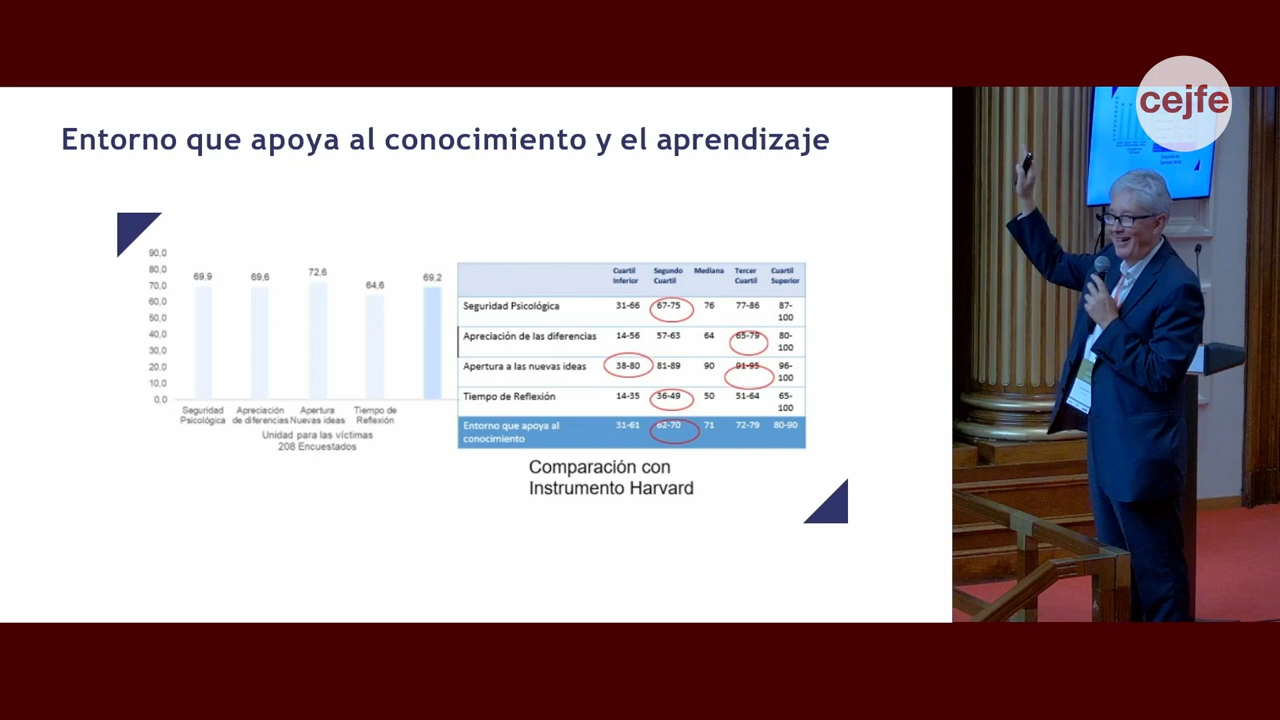 cejfe
Entorno que apoya al conocimiento y el aprendizaje
90,0
80,0
70,0
60,0
50,0
40,0
30,0
20,0
10,0
0,0
69,9
69,6
72,6
64,6
69,2
Seguridad
Psicológica
Apreciación
de diferencias
Apertura
Nuevas ideas
Tiempo de
Reflexión
Unidad para las víctimas
208 Encuestados
Cuartil
Inferior
Segundo
Cuartil
Mediana
Tercer
Cuartil
Cuartil
Superior
Seguridad Psicológica 31-66 67-75 76 77-86 87-
100
Apreciación de las diferencias 14-56 57-63 64 65-79 80-
100
Apertura a las nuevas ideas 38-80 81-89 90 91-95 96-
100
Tiempo de Reflexión 14-35 36-49 50 51-64 65-
100
Entorno que apoya al 31-61 62-70 71 72-79 80-90
conocimiento
Comparación con
Instrumento Harvard